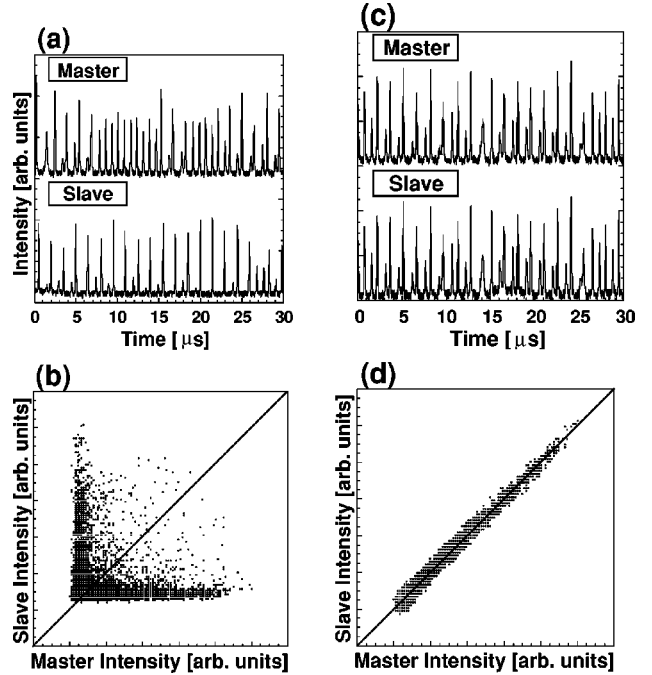 (a)
Master
Slave
Intensity [arb. units]
0 5 10 15 20 25 30
Time [ μs]
(c)
Master
Slave
0 5 10 15 20 25 30
Time [ μs]
(b)
Slave Intensity [arb. units]
Master Intensity [arb. units]
(d)
Slave Intensity [arb. units]
Master Intensity [arb. units]